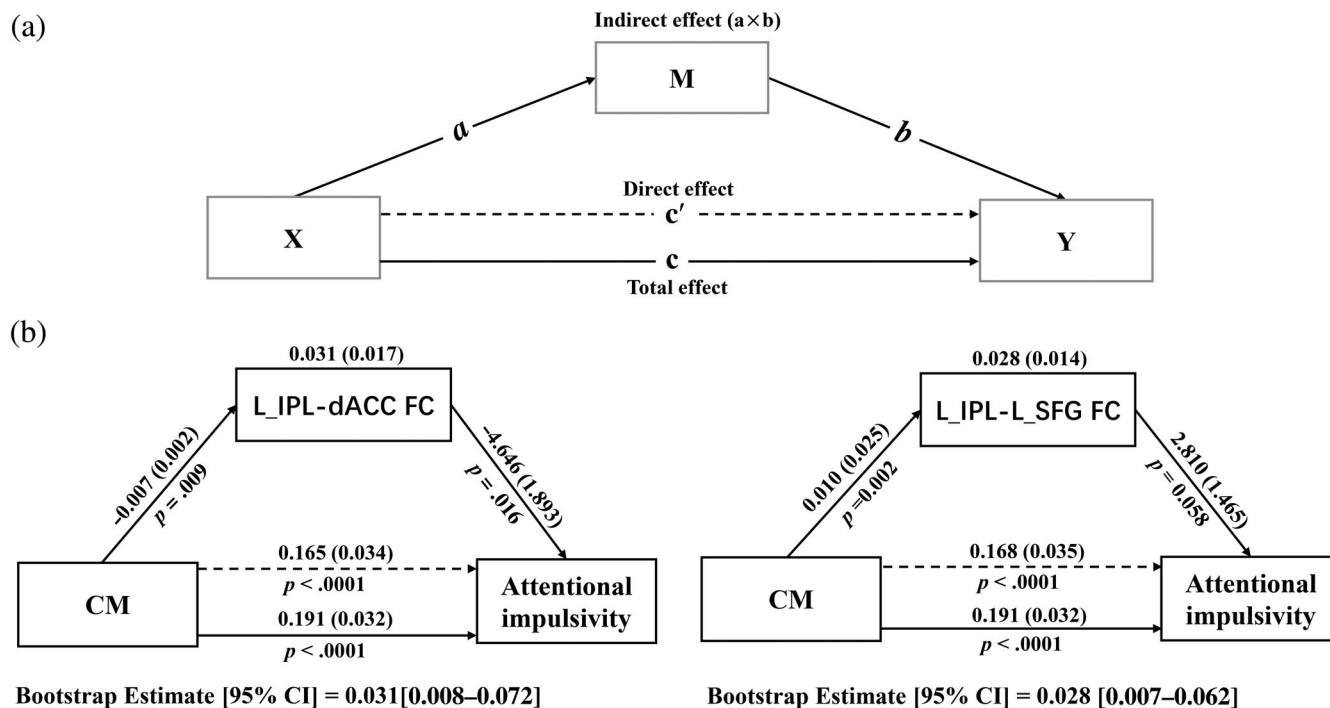 (a)
Indirect effect (a×b)
M
a
b
Direct effect
c′
X
Y
c
Total effect
(b)
0.031 (0.017)
L_IPL-dACC FC
-0.007 (0.002)
p = .009
-4.646 (1.893)
p = .016
0.165 (0.034)
p < .0001
CM
Attentional
impulsivity
0.191 (0.032)
p < .0001
Bootstrap Estimate [95% CI] = 0.031[0.008–0.072]
0.028 (0.014)
L_IPL-L_SFG FC
0.010 (0.025)
p =0.002
2.810 (1.465)
p = 0.058
0.168 (0.035)
p < .0001
CM
Attentional
impulsivity
0.191 (0.032)
p < .0001
Bootstrap Estimate [95% CI] = 0.028 [0.007–0.062]